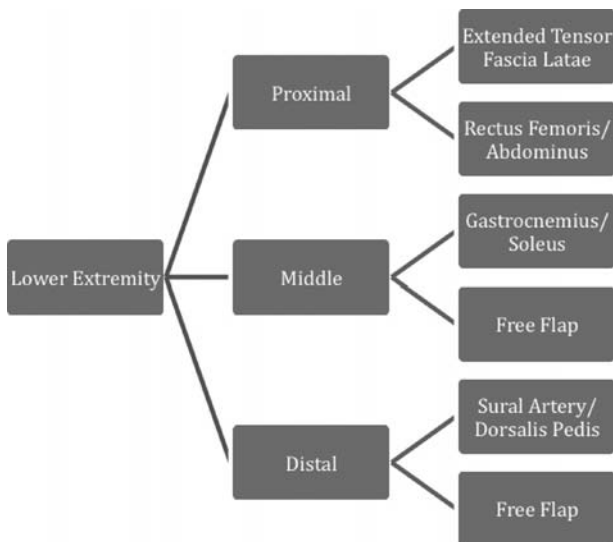 Extended Tensor
Fascia Latae
Proximal
Rectus Femoris/
Abdominus
Gastrocnemius/
Soleus
Lower Extremity
Middle
Free Flap
Sural Artery/
Dorsalis Pedis
Distal
Free Flap